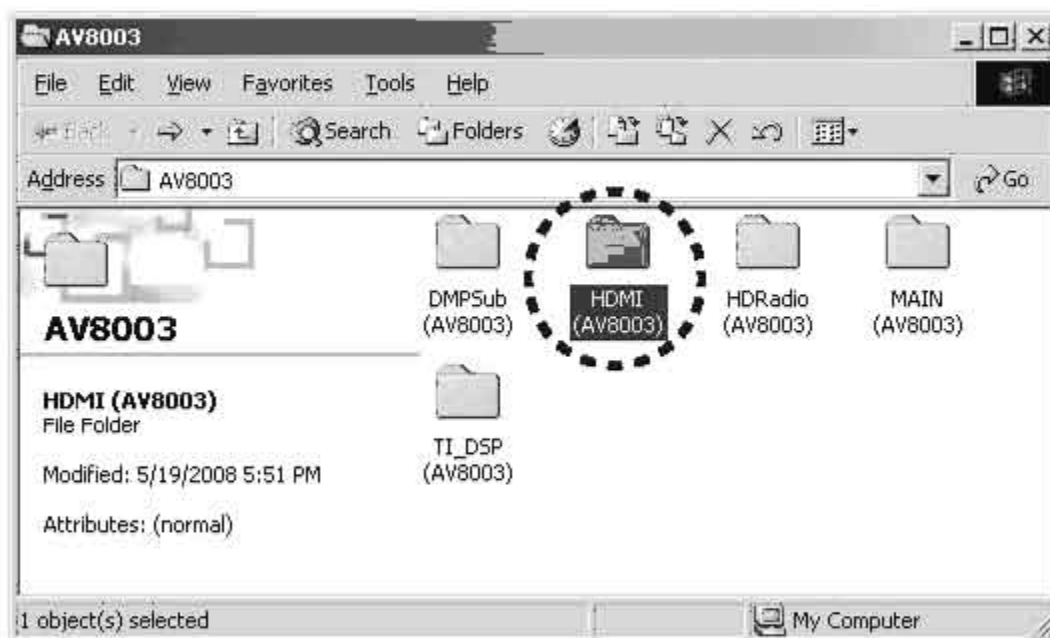 AV8003
File Edit View Favorites Tools Help
Back Search Folders
Address AV8003 Go
DMPSub
(AV8003)
HDMI
(AV8003)
HDRadio
(AV8003)
MAIN
(AV8003)
AV8003
HDMI (AV8003)
File Folder
Modified: 5/19/2008 5:51 PM
Attributes: (normal)
TI_DSP
(AV8003)
1 object(s) selected My Computer